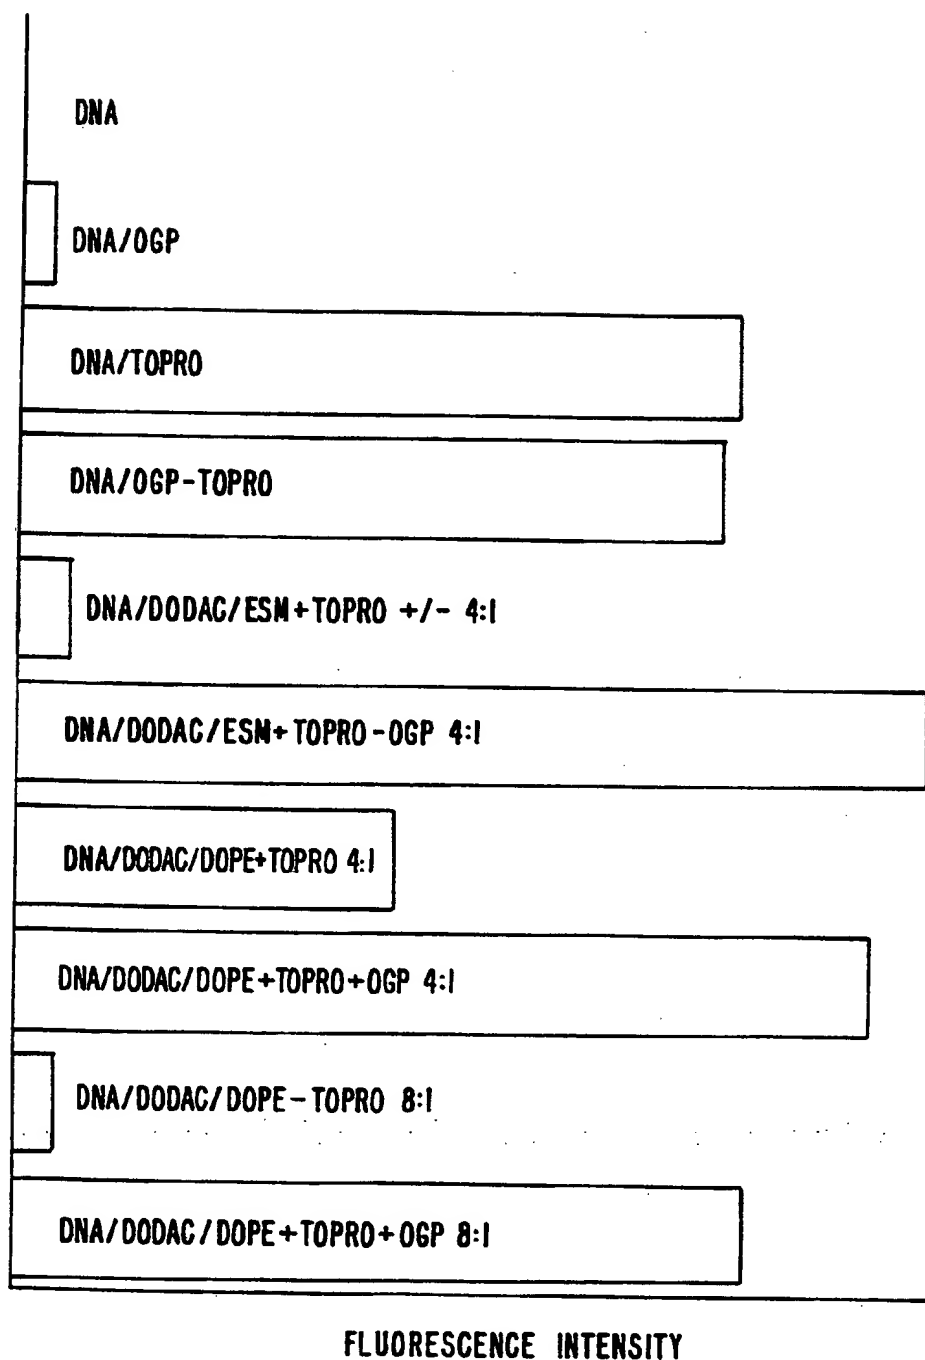 DNA
DNA/OGP
DNA/TOPRO
DNA/OGP-TOPRO
DNA/DODAC/ESM+TOPRO +/- 4:1
DNA/DODAC/ESM+TOPRO-OGP 4:1
DNA/DODAC/DOPE+TOPRO 4:1
DNA/DODAC/DOPE+TOPRO+OGP 4:1
DNA/DODAC/DOPE-TOPRO 8:1
DNA/DODAC/DOPE+TOPRO+OGP 8:1
FLUORESCENCE INTENSITY